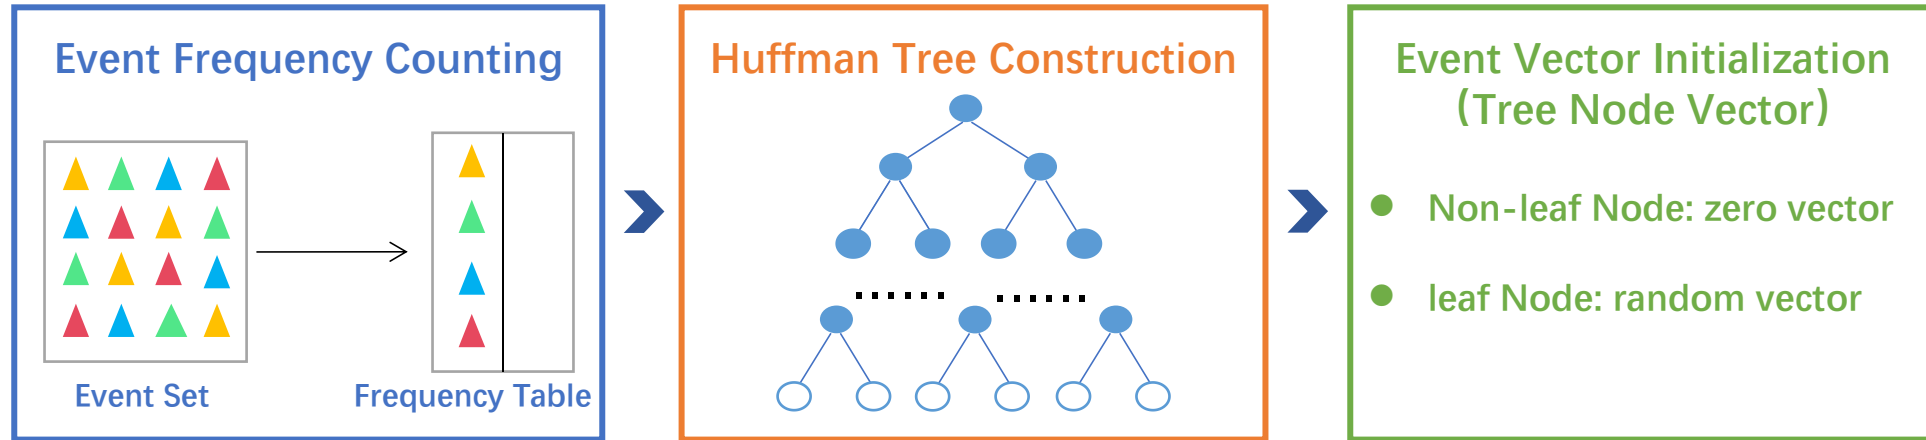 Event Frequency Counting
Event Set
Frequency Table
Huffman Tree Construction
Event Vector Initialization
(Tree Node Vector)
Non-leaf Node: zero vector
leaf Node: random vector